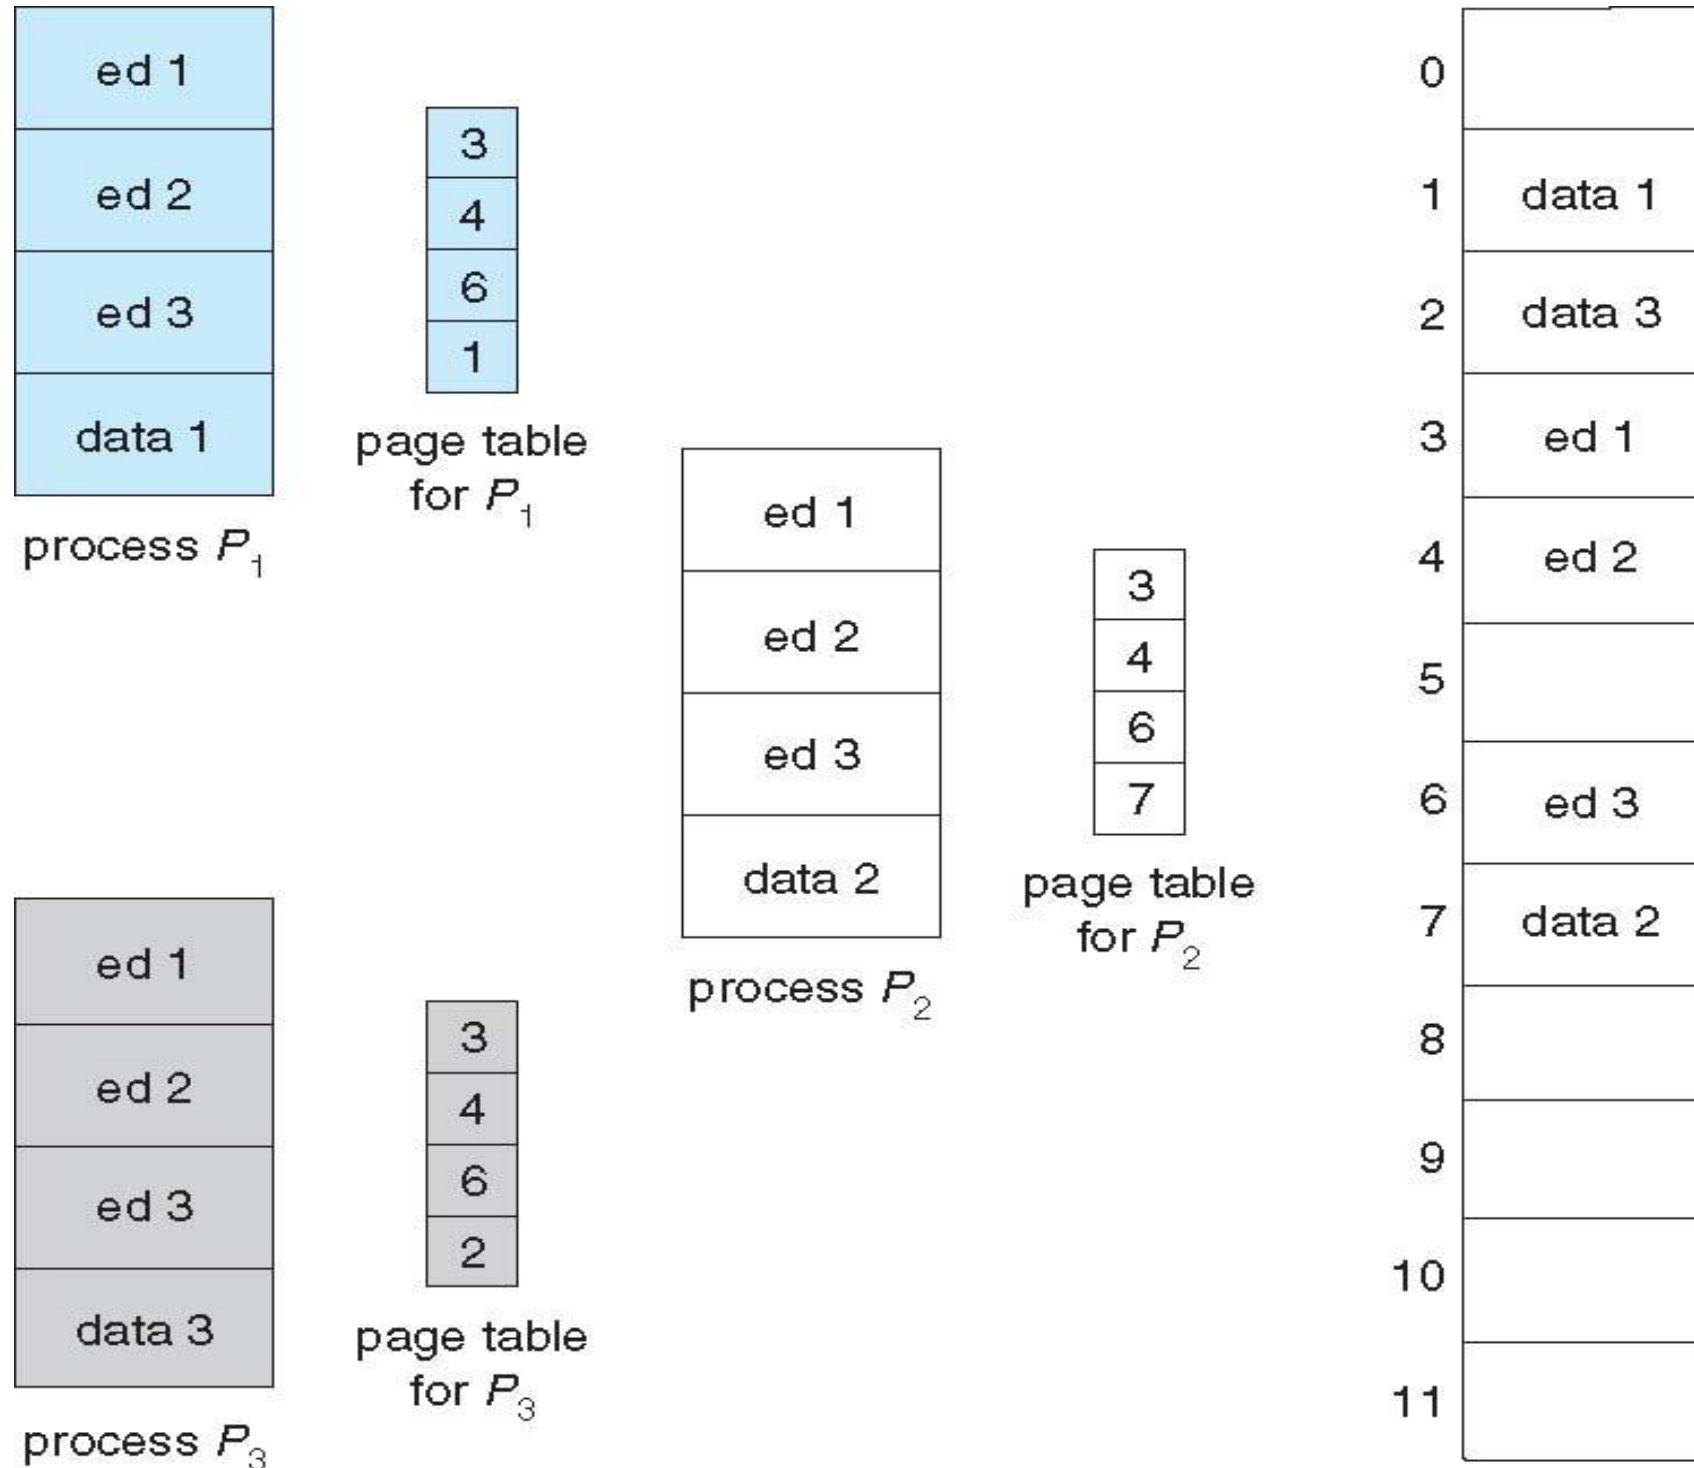 ed 1
ed 2
ed 3
data 1
process P1
3
4
6
1
page table
for P1
ed 1
ed 2
ed 3
data 2
process P2
3
4
6
7
page table
for P2
ed 1
ed 2
ed 3
data 3
process P3
3
4
6
2
page table
for P3
0
1 data 1
2 data 3
3 ed 1
4 ed 2
5
6 ed 3
7 data 2
8
9
10
11